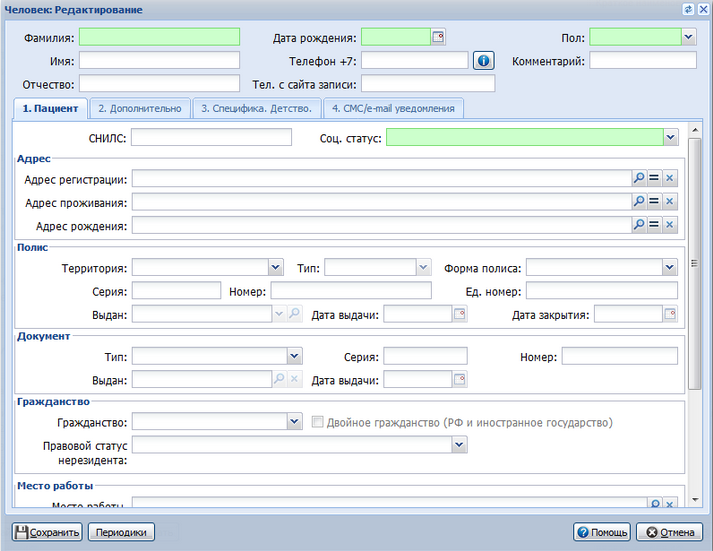 Человек: Редактирование
Фамилия: Дата рождения: Пол:
Имя: Телефон +7: Комментарий:
Отчество: Тел. с сайта записи:
1. Пациент 2. Дополнительно 3. Специфика. Детство. 4. СМС/e-mail уведомления
СНИЛС: Соц. статус:
Адрес
Адрес регистрации:
Адрес проживания:
Адрес рождения:
Полис
Территория: Тип: Форма полиса:
Серия: Номер: Ед. номер:
Выдан: Дата выдачи: Дата закрытия:
Документ
Тип: Серия: Номер:
Выдан: Дата выдачи:
Гражданство
Гражданство: Двойное гражданство (РФ и иностранное государство)
Правовой статус
нерезидента:
Место работы
Место работы
Сохранить Периодики Помощь Отмена